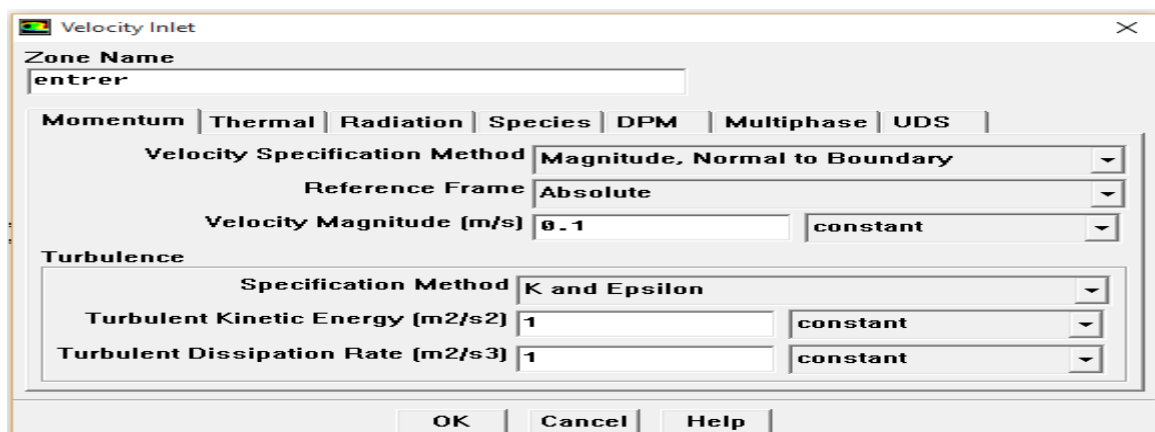 Velocity Inlet
Zone Name
entrer
Momentum Thermal Radiation Species DPM Multiphase UDS
Velocity Specification Method Magnitude, Normal to Boundary
Reference Frame Absolute
Velocity Magnitude (m/s) 0.1 constant
Turbulence
Specification Method K and Epsilon
Turbulent Kinetic Energy (m2/s2) 1 constant
Turbulent Dissipation Rate (m2/s3) 1 constant
OK Cancel Help